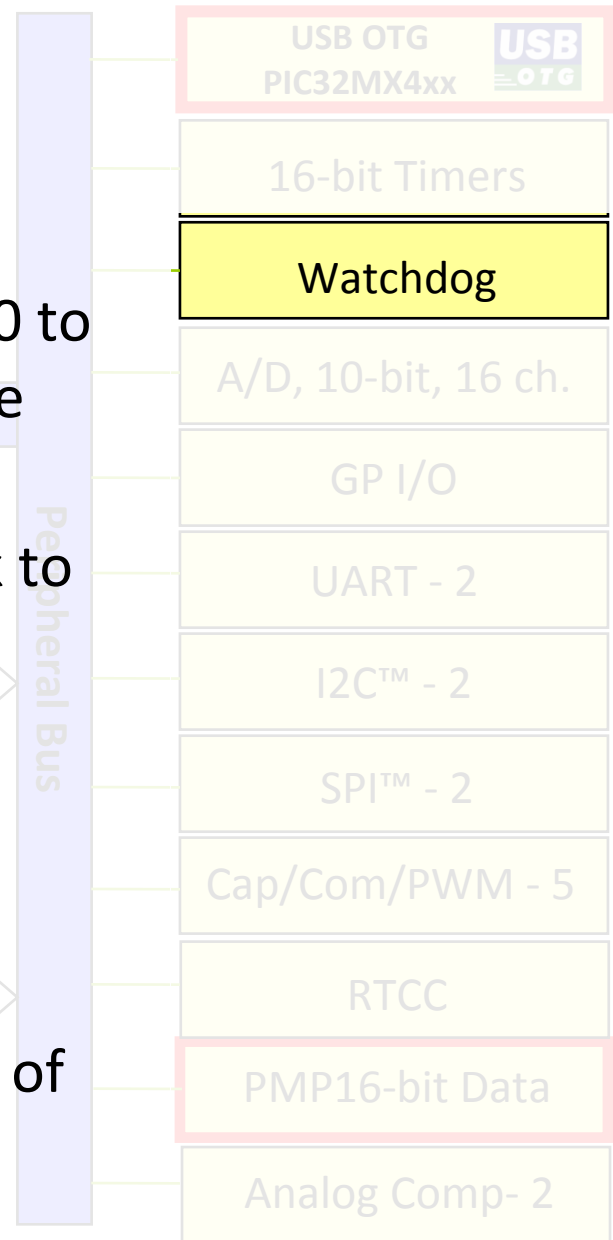 USB OTG
PIC32MX4xx
USB
OTG
16-bit Timers
Watchdog
0 to
A/D, 10-bit, 16 ch.
e
GP I/O
to
UART - 2
Peripheral Bus
I2C™ - 2
SPI™ - 2
Cap/Com/PWM - 5
RTCC
of
PMP16-bit Data
Analog Comp- 2